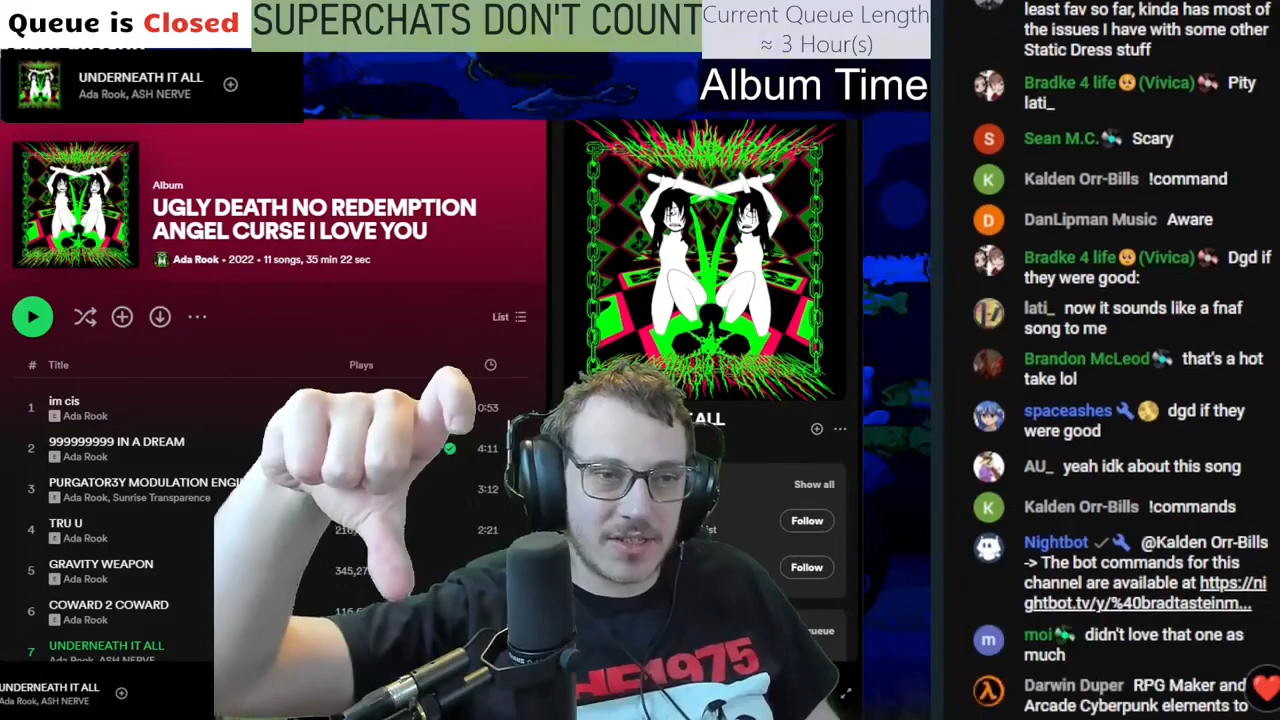 Queue is Closed
SUPERCHATS DON'T COUNT
Current Queue Length
≈ 3 Hour(s)
Album Time
UNDERNEATH IT ALL
Ada Rook, ASH NERVE
Album
UGLY DEATH NO REDEMPTION
ANGEL CURSE I LOVE YOU
Ada Rook • 2022 • 11 songs, 35 min 22 sec
List
# Title Plays
1 im cis 0:53
E Ada Rook
2 999999999 IN A DREAM 4:11
E Ada Rook
3 PURGATOR3Y MODULATION ENGI 3:12
E Ada Rook, Sunrise Transparence
4 TRU U 2:21
E Ada Rook
5 GRAVITY WEAPON 345,27
E Ada Rook
6 COWARD 2 COWARD
E Ada Rook
7 UNDERNEATH IT ALL
Ada Rook, ASH NERVE
UNDERNEATH IT ALL
Ada Rook, ASH NERVE
ALL
Show all
Follow
Follow
queue
THE 1975
least fav so far, kinda has most of
the issues I have with some other
Static Dress stuff
Bradke 4 life🥺(Vivica) Pity
lati_
S Sean M.C. Scary
K Kalden Orr-Bills !command
D DanLipman Music Aware
Bradke 4 life🥺(Vivica) Dgd if
they were good:
lati_ now it sounds like a fnaf
song to me
Brandon McLeod that's a hot
take lol
spaceashes dgd if they
were good
AU_ yeah idk about this song
K Kalden Orr-Bills !commands
Nightbot @Kalden Orr-Bills
-> The bot commands for this
channel are available at https://ni
ghtbot.tv/y/%40bradtasteinm...
m moi didn't love that one as
much
Darwin Duper RPG Maker and
Arcade Cyberpunk elements to